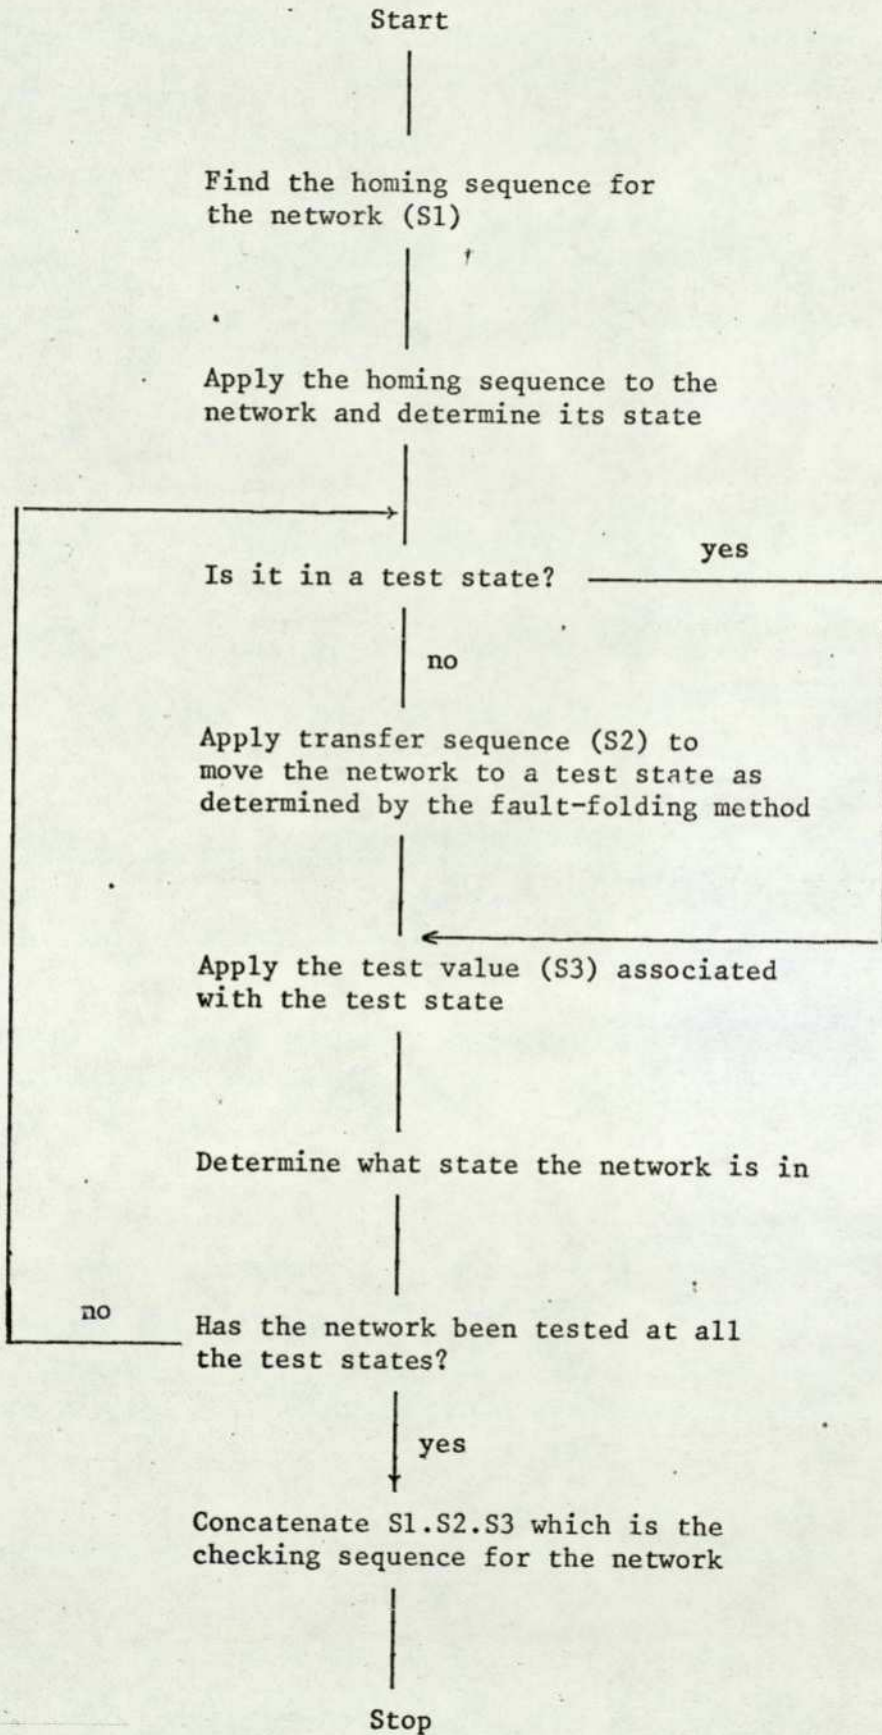 Start
Find the homing sequence for
the network (S1)
Apply the homing sequence to the
network and determine its state
Is it in a test state?
yes
no
Apply transfer sequence (S2) to
move the network to a test state as
determined by the fault-folding method
Apply the test value (S3) associated
with the test state
Determine what state the network is in
no
Has the network been tested at all
the test states?
yes
Concatenate S1.S2.S3 which is the
checking sequence for the network
Stop